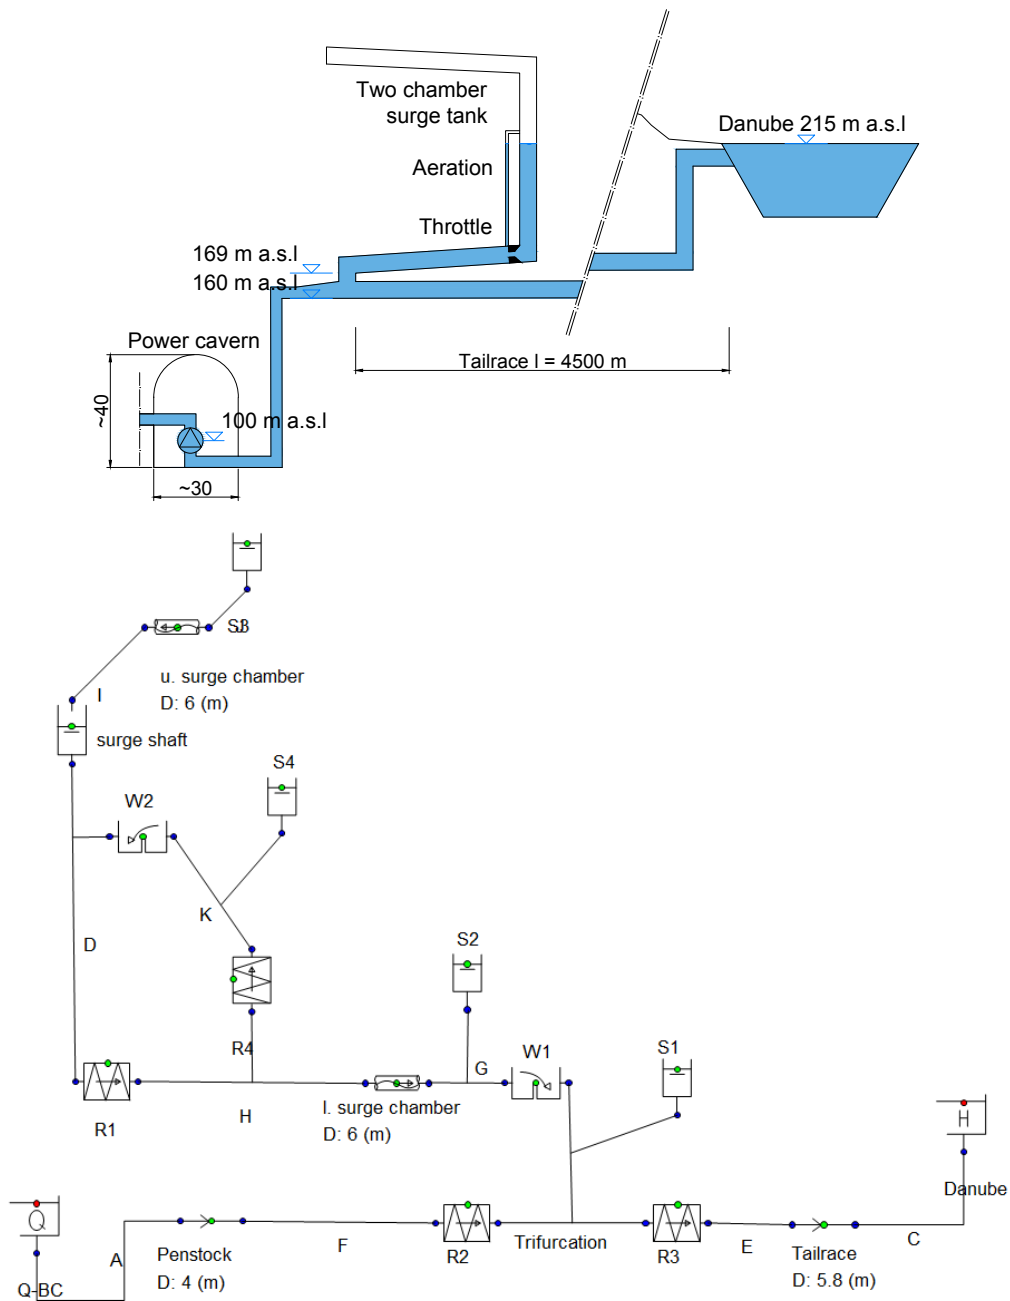 Two chamber
surge tank
Danube 215 m a.s.l
Aeration
Throttle
169 m a.s.l
160 m a.s.l
Power cavern
Tailrace l = 4500 m
~40
100 m a.s.l
~30
S3
u. surge chamber
D: 6 (m)
I
surge shaft
S4
W2
K
D
S2
R4
G
W1
S1
l. surge chamber
D: 6 (m)
H
R1
H
Danube
Q
A
Penstock
D: 4 (m)
F
R2
Trifurcation
R3
E
Tailrace
D: 5.8 (m)
C
Q-BC